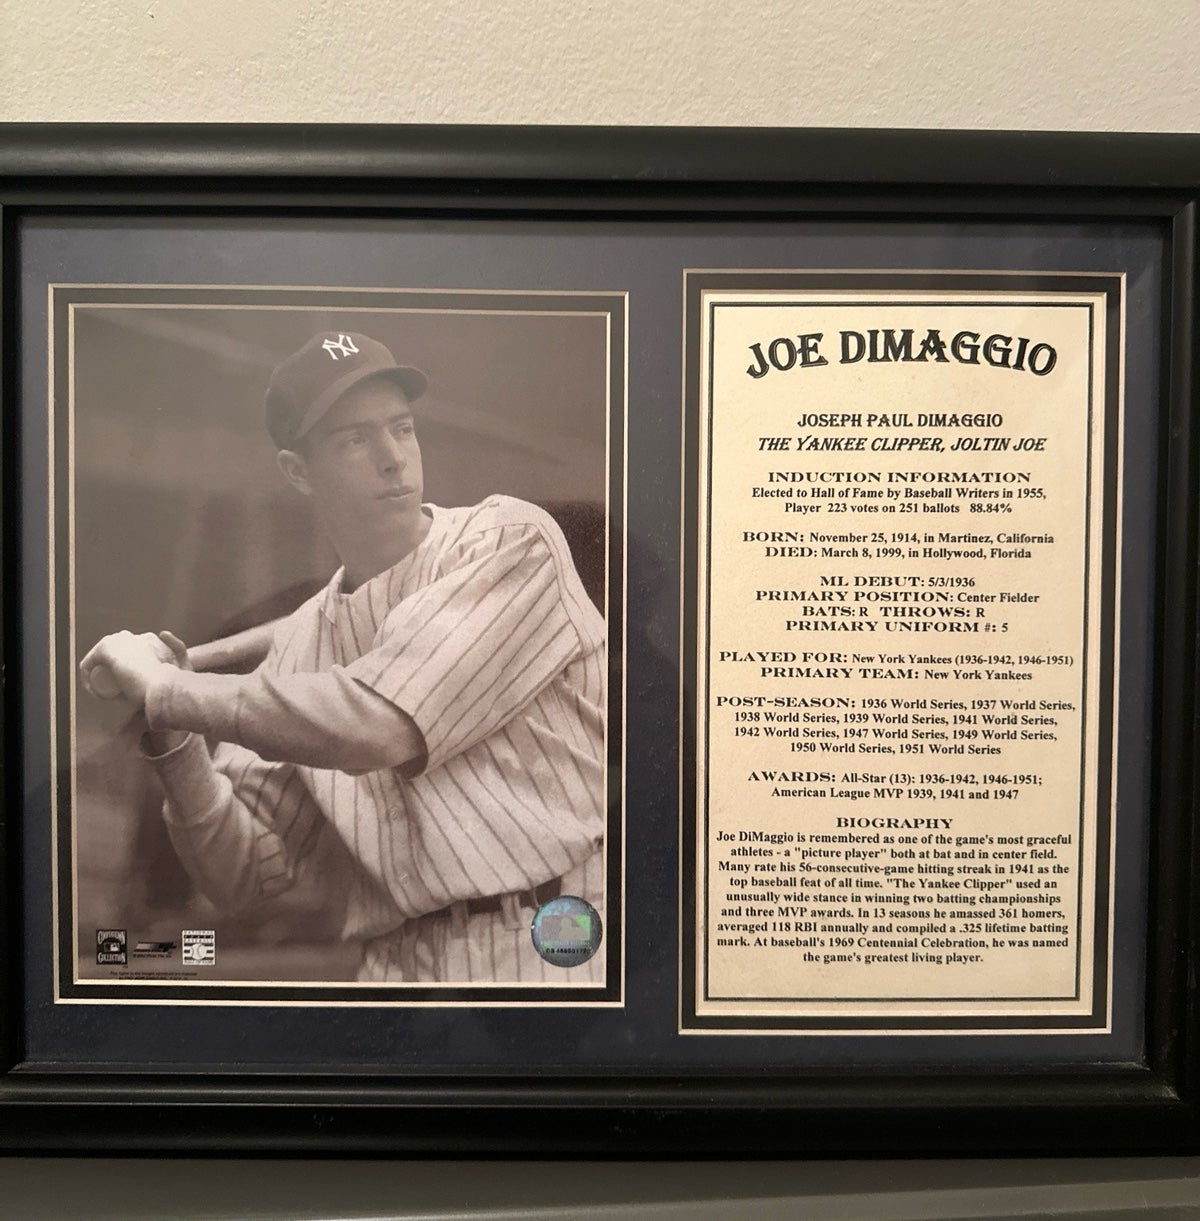 NY
JOE DIMAGGIO
JOSEPH PAUL DIMAGGIO
THE YANKEE CLIPPER, JOLTIN JOE
INDUCTION INFORMATION
Elected to Hall of Fame by Baseball Writers in 1955,
Player 223 votes on 251 ballots 88.84%
BORN: November 25, 1914, in Martinez, California
DIED: March 8, 1999, in Hollywood, Florida
ML DEBUT: 5/3/1936
PRIMARY POSITION: Center Fielder
BATS: R THROWS: R
PRIMARY UNIFORM #: 5
PLAYED FOR: New York Yankees (1936-1942, 1946-1951)
PRIMARY TEAM: New York Yankees
POST-SEASON: 1936 World Series, 1937 World Series,
1938 World Series, 1939 World Series, 1941 World Series,
1942 World Series, 1947 World Series, 1949 World Series,
1950 World Series, 1951 World Series
AWARDS: All-Star (13): 1936-1942, 1946-1951;
American League MVP 1939, 1941 and 1947
BIOGRAPHY
Joe DiMaggio is remembered as one of the game's most graceful
athletes - a "picture player" both at bat and in center field.
Many rate his 56-consecutive-game hitting streak in 1941 as the
top baseball feat of all time. "The Yankee Clipper" used an
unusually wide stance in winning two batting championships
and three MVP awards. In 13 seasons he amassed 361 homers,
averaged 118 RBI annually and compiled a .325 lifetime batting
mark. At baseball's 1969 Centennial Celebration, he was named
the game's greatest living player.
COOPERSTOWN
COLLECTION
NATIONAL
BASEBALL